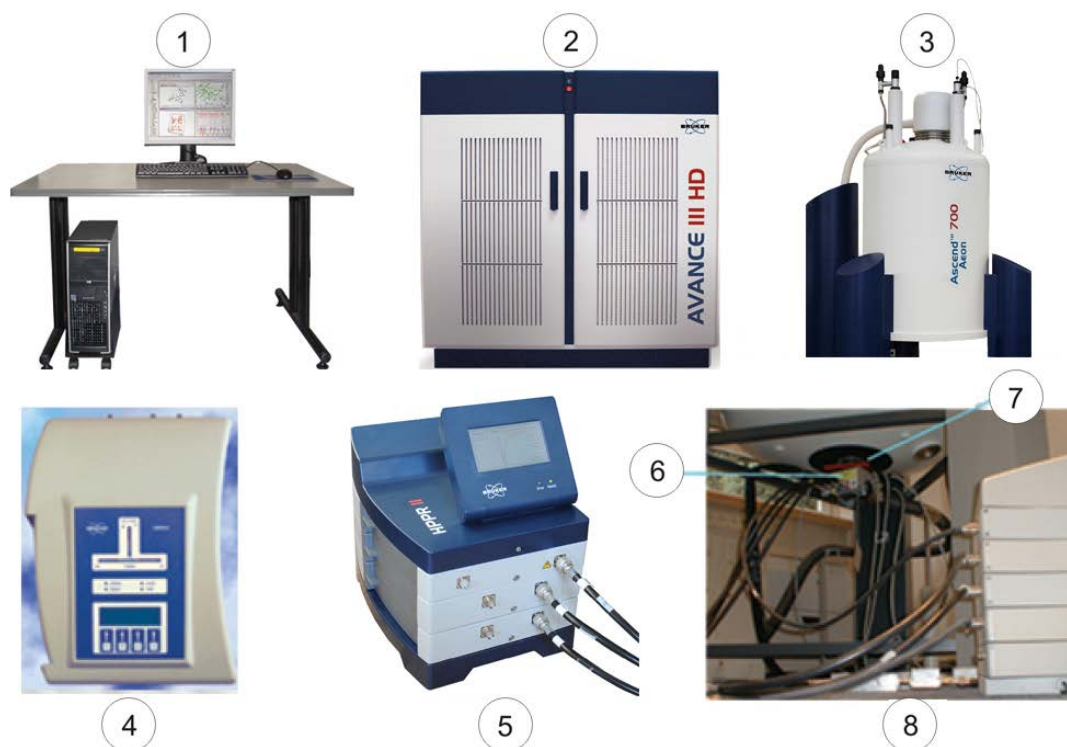 1
2
3
BRUKER
AVANCE III HD
BRUKER
Ascend™ 700
Aeon
BRUKER
HPPR II
7
6
4
5
8